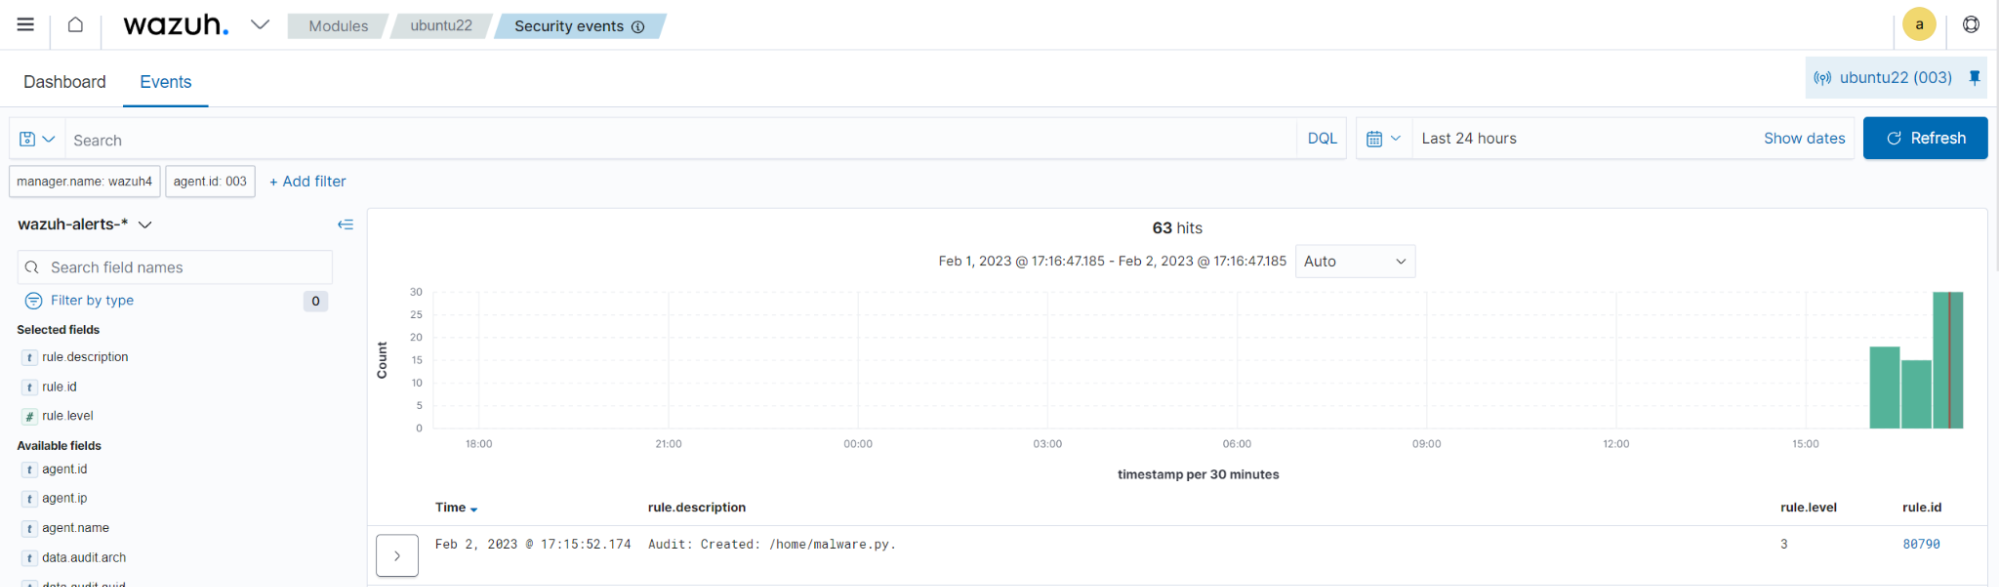 wazuh. Modules ubuntu22 Security events a
Dashboard Events ubuntu22 (003)
Search DQL Last 24 hours Show dates Refresh
manager.name: wazuh4 agent.id: 003 + Add filter
wazuh-alerts-*
63 hits
Search field names
Feb 1, 2023 @ 17:16:47.185 - Feb 2, 2023 @ 17:16:47.185 Auto
Filter by type 0
Selected fields
t rule.description
t rule.id
# rule.level
Available fields
t agent.id
t agent.ip
t agent.name
t data.audit.arch
data.audit.auid
Count
30
25
20
15
10
5
0
18:00 21:00 00:00 03:00 06:00 09:00 12:00 15:00
timestamp per 30 minutes
Time rule.description rule.level rule.id
Feb 2, 2023 @ 17:15:52.174 Audit: Created: /home/malware.py. 3 80790